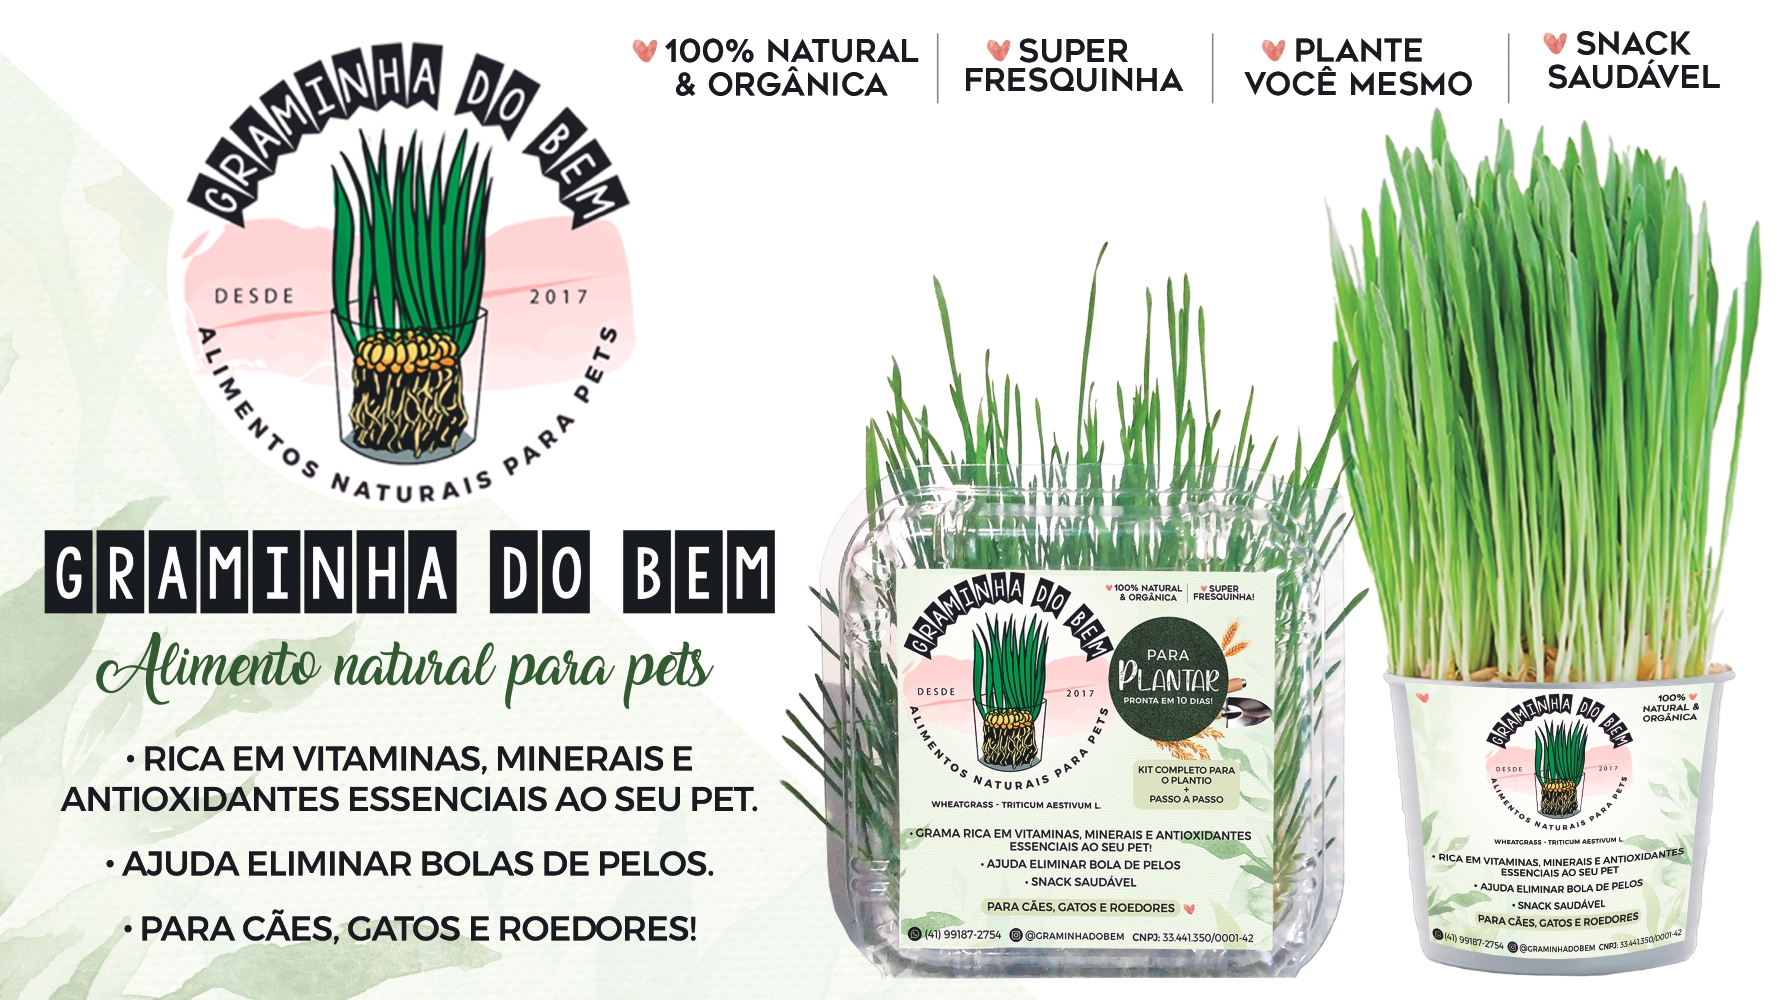 100% NATURAL
& ORGÂNICA
SUPER
FRESQUINHA
PLANTE
VOCÊ MESMO
SNACK
SAUDÁVEL
GRAMINHA DO BEM
DESDE 2017
ALIMENTOS NATURAIS PARA PETS
GRAMINHA DO BEM
Alimento natural para pets
• RICA EM VITAMINAS, MINERAIS E
ANTIOXIDANTES ESSENCIAIS AO SEU PET.
• AJUDA ELIMINAR BOLAS DE PELOS.
• PARA CÃES, GATOS E ROEDORES!
GRAMINHA DO BEM
DESDE 2017
ALIMENTOS NATURAIS PARA PETS
100% NATURAL
& ORGÂNICA
SUPER
FRESQUINHA!
PARA
PLANTAR
PRONTA EM 10 DIAS!
KIT COMPLETO PARA
O PLANTIO
+
PASSO A PASSO
WHEATGRASS - TRITICUM AESTIVUM L.
• GRAMA RICA EM VITAMINAS, MINERAIS E ANTIOXIDANTES
ESSENCIAIS AO SEU PET!
• AJUDA ELIMINAR BOLA DE PELOS
• SNACK SAUDÁVEL
PARA CÃES, GATOS E ROEDORES
(41) 99187-2754 @GRAMINHADOBEM CNPJ: 33.441.350/0001-42
100%
NATURAL &
ORGÂNICA
GRAMINHA DO BEM
DESDE 2017
ALIMENTOS NATURAIS PARA PETS
WHEATGRASS - TRITICUM AESTIVUM L.
• RICA EM VITAMINAS, MINERAIS E ANTIOXIDANTES
ESSENCIAIS AO SEU PET
• AJUDA ELIMINAR BOLA DE PELOS
• SNACK SAUDÁVEL
PARA CÃES, GATOS E ROEDORES
(41) 99187-2754 @GRAMINHADOBEM CNPJ: 33.441.350/0001-42